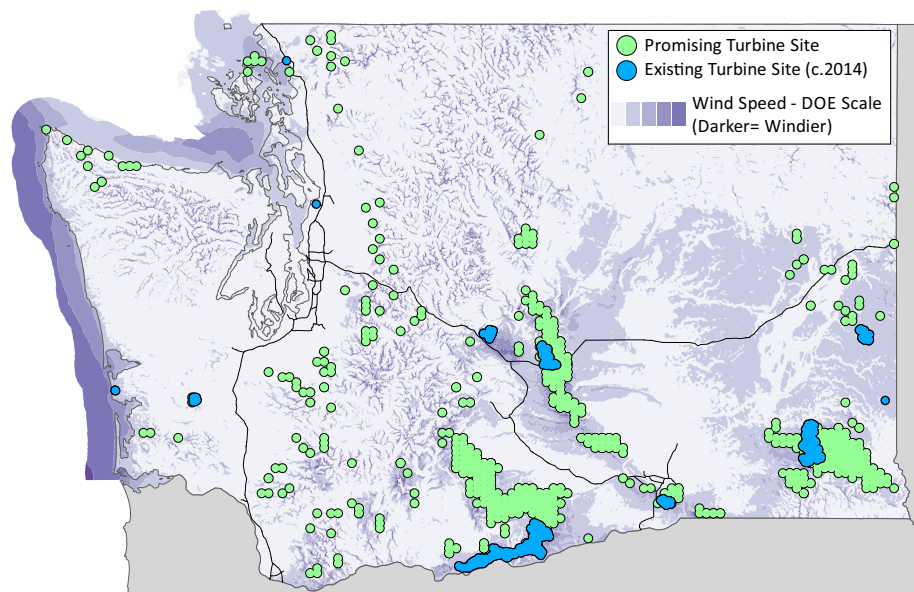 Promising Turbine Site
Existing Turbine Site (c.2014)
Wind Speed - DOE Scale
(Darker= Windier)